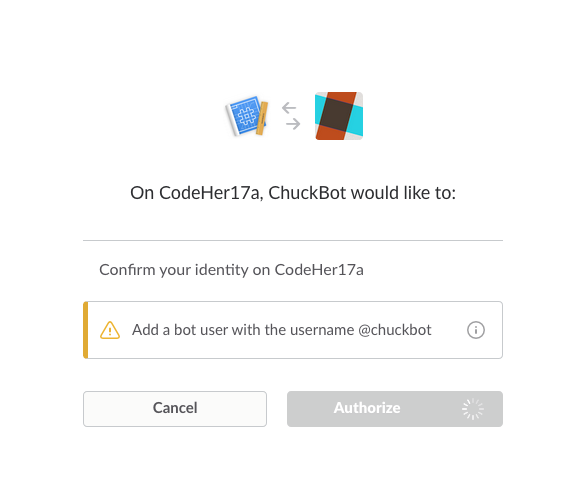 On CodeHer17a, ChuckBot would like to:
Confirm your identity on CodeHer17a
Add a bot user with the username @chuckbot
Cancel
Authorize